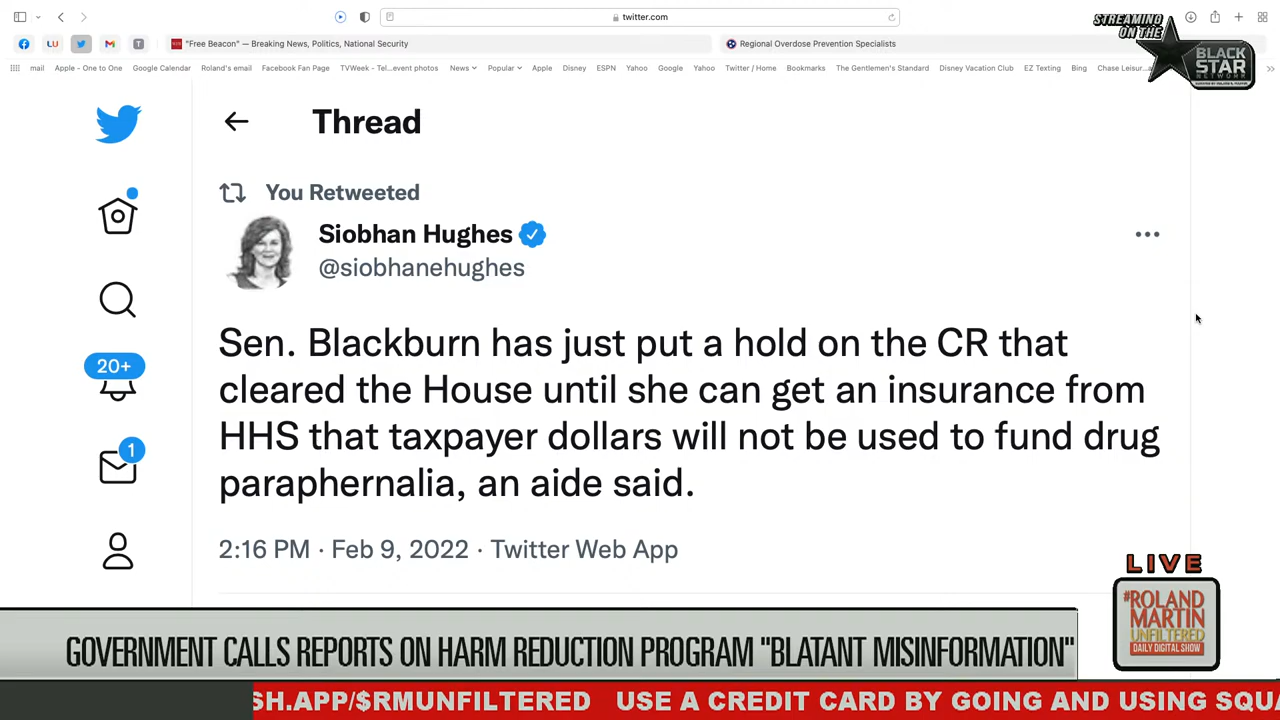 twitter.com
STREAMING
ON THE
BLACK
STAR
NETWORK
LU
T
"Free Beacon" — Breaking News, Politics, National Security
Regional Overdose Prevention Specialists
mail Apple - One to One Google Calendar Roland's email Facebook Fan Page TVWeek - Tel...event photos News Popular Apple Disney ESPN Yahoo Google Yahoo Twitter / Home Bookmarks The Gentlemen's Standard Disney Vacation Club EZ Texting Bing Chase Leisur...
Thread
You Retweeted
Siobhan Hughes
@siobhanehughes
Sen. Blackburn has just put a hold on the CR that
cleared the House until she can get an insurance from
HHS that taxpayer dollars will not be used to fund drug
paraphernalia, an aide said.
2:16 PM · Feb 9, 2022 · Twitter Web App
20+
1
LIVE
#ROLAND
MARTIN
UNFILTERED
DAILY DIGITAL SHOW
GOVERNMENT CALLS REPORTS ON HARM REDUCTION PROGRAM "BLATANT MISINFORMATION"
SH.APP/$RMUNFILTERED USE A CREDIT CARD BY GOING AND USING SQUA